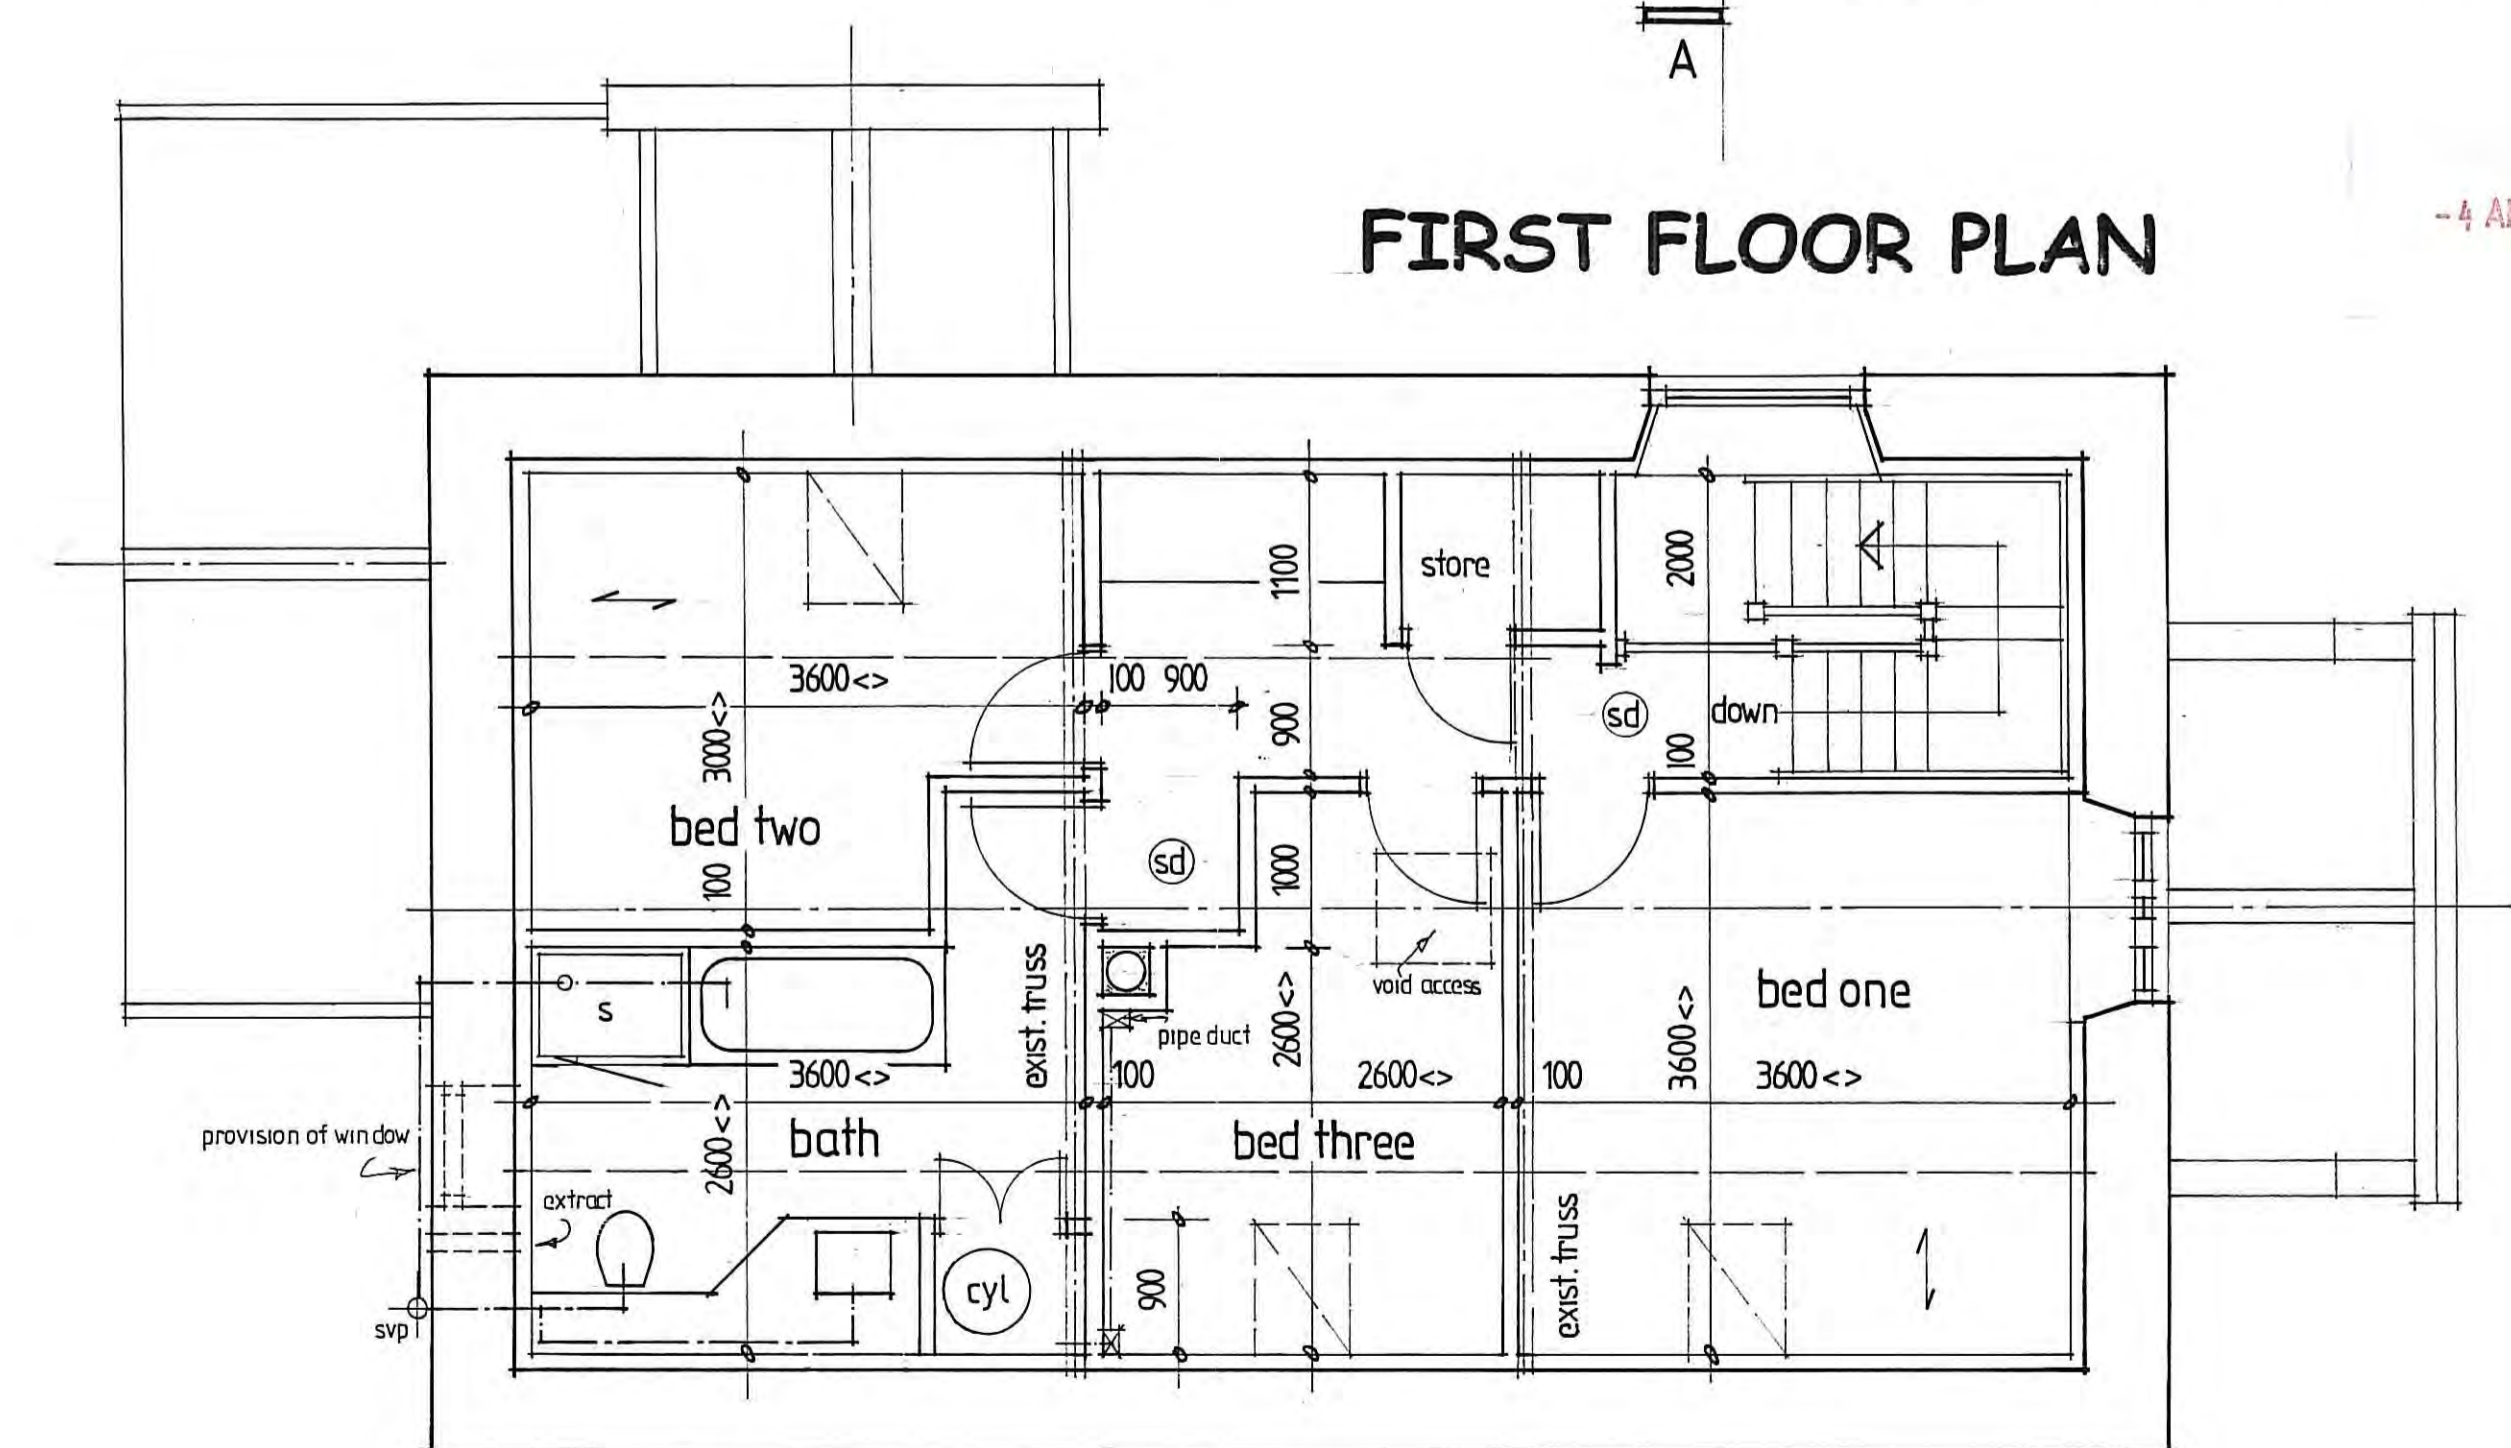 A
FIRST FLOOR PLAN
- 4 A
store
1100
2000
3600<>
100 900
3000<>
900
sd
down
100
bed two
100
sd
1000
exist. truss
s
void access
bed one
pipe duct
2600<>
3600<>
3600<>
100
2600<>
100
3600<>
provision of window
2600<>
bath
bed three
extract
exist. truss
900
cyl
svp